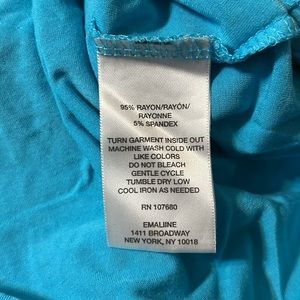 95% RAYON/RAYÓN/
RAYONNE
5% SPANDEX
TURN GARMENT INSIDE OUT
MACHINE WASH COLD WITH
LIKE COLORS
DO NOT BLEACH
GENTLE CYCLE
TUMBLE DRY LOW
COOL IRON AS NEEDED
RN 107680
EMALIINE
1411 BROADWAY
NEW YORK, NY 10018